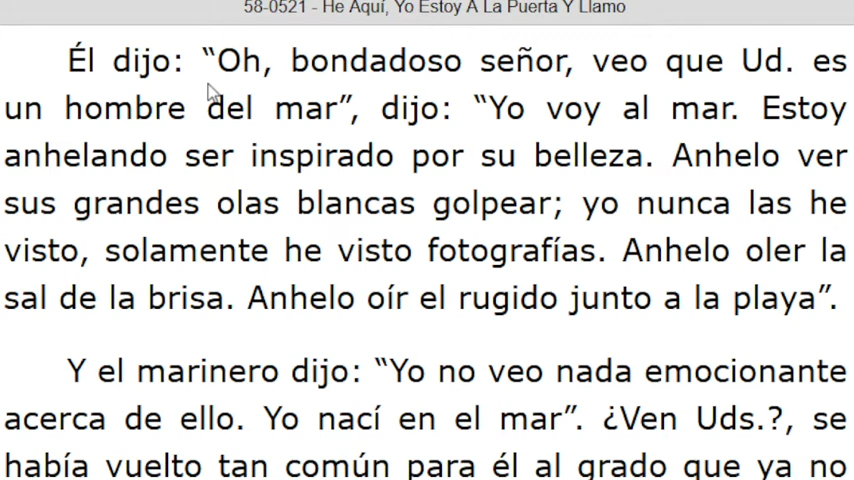 58-0521 - He Aquí, Yo Estoy A La Puerta Y Llamo
Él dijo: “Oh, bondadoso señor, veo que Ud. es
un hombre del mar”, dijo: “Yo voy al mar. Estoy
anhelando ser inspirado por su belleza. Anhelo ver
sus grandes olas blancas golpear; yo nunca las he
visto, solamente he visto fotografías. Anhelo oler la
sal de la brisa. Anhelo oír el rugido junto a la playa”.
Y el marinero dijo: “Yo no veo nada emocionante
acerca de ello. Yo nací en el mar”. ¿Ven Uds.?, se
había vuelto tan común para él al grado que ya no